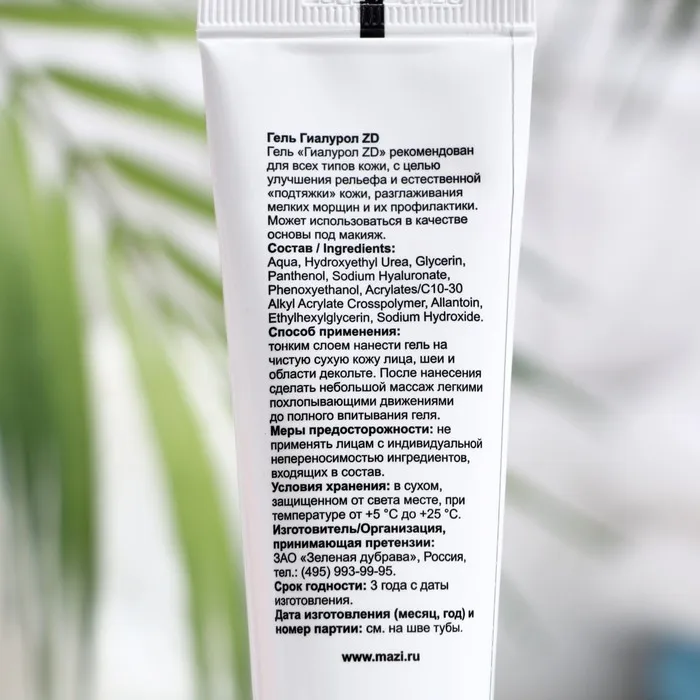 Гель Гиалурол ZD
Гель «Гиалурол ZD» рекомендован
для всех типов кожи, с целью
улучшения рельефа и естественной
«подтяжки» кожи, разглаживания
мелких морщин и их профилактики.
Может использоваться в качестве
основы под макияж.
Состав / Ingredients:
Aqua, Hydroxyethyl Urea, Glycerin,
Panthenol, Sodium Hyaluronate,
Phenoxyethanol, Acrylates/C10-30
Alkyl Acrylate Crosspolymer, Allantoin,
Ethylhexylglycerin, Sodium Hydroxide.
Способ применения:
тонким слоем нанести гель на
чистую сухую кожу лица, шеи и
области декольте. После нанесения
сделать небольшой массаж легкими
похлопывающими движениями
до полного впитывания геля.
Меры предосторожности: не
применять лицам с индивидуальной
непереносимостью ингредиентов,
входящих в состав.
Условия хранения: в сухом,
защищенном от света месте, при
температуре от +5 °C до +25 °C.
Изготовитель/Организация,
принимающая претензии:
ЗАО «Зеленая дубрава», Россия,
тел.: (495) 993-99-95.
Срок годности: 3 года с даты
изготовления.
Дата изготовления (месяц, год) и
номер партии: см. на шве тубы.
www.mazi.ru